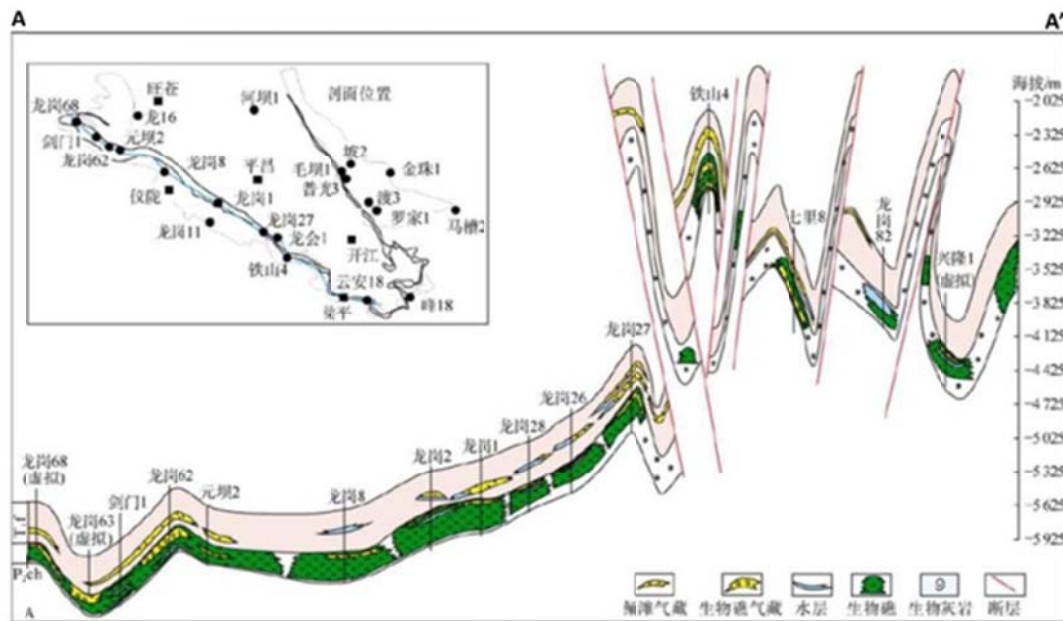 A
A'
海拔/m
剖面位置
旺苍
龙岗68
龙16
河坝1
剑门1
元坝2
龙岗62
龙岗8
坡2
金珠1
毛坝1
普光3
平昌
仪陇
龙岗1
渡3
罗家1
马槽2
龙岗11
龙岗27
龙会1
开江
铁山4
云安18
梁平
峰18
铁山4
七里8
龙岗82
兴隆1
(虚拟)
-2 025
-2 325
-2 625
-2 925
-3 225
-3 525
-3 825
-4 125
-4 425
-4 725
-5 025
-5 325
-5 625
-5 925
龙岗27
龙岗26
龙岗28
龙岗1
龙岗2
龙岗8
元坝2
龙岗62
剑门1
龙岗63
(虚拟)
龙岗68
(虚拟)
T₁f
P₂ch
A
9
鲕滩气藏
生物礁气藏
水层
生物礁
生物灰岩
断层